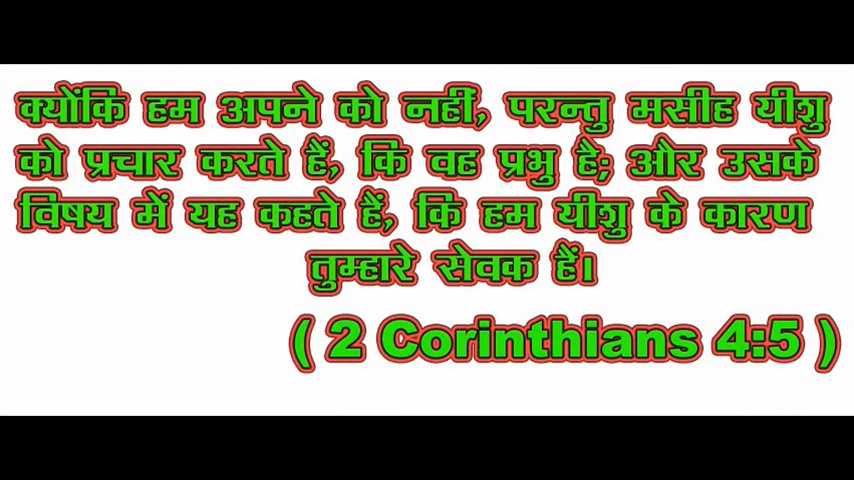 क्योंकि हम अपने को नहीं, परन्तु मसीह यीशु
को प्रचार करते हैं, कि वह प्रभु है; और उसके
विषय में यह कहते हैं, कि हम यीशु के कारण
तुम्हारे सेवक हैं।
( 2 Corinthians 4:5 )